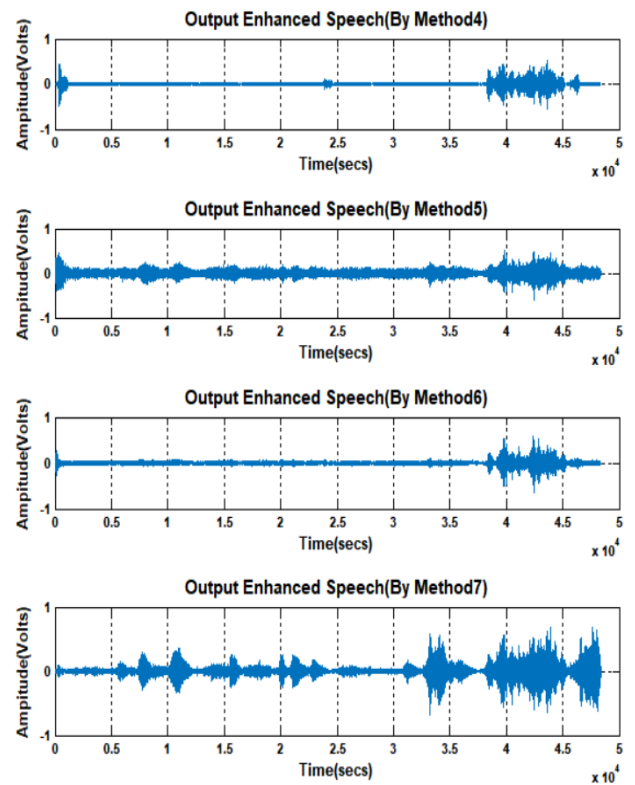 Output Enhanced Speech(By Method4)
Ampitude(Volts)
1
0
-1
0 0.5 1 1.5 2 2.5 3 3.5 4 4.5 5
Time(secs)
x 10^4
Output Enhanced Speech(By Method5)
Ampitude(Volts)
1
0
-1
0 0.5 1 1.5 2 2.5 3 3.5 4 4.5 5
Time(secs)
x 10^4
Output Enhanced Speech(By Method6)
Ampitude(Volts)
1
0
-1
0 0.5 1 1.5 2 2.5 3 3.5 4 4.5 5
Time(secs)
x 10^4
Output Enhanced Speech(By Method7)
Ampitude(Volts)
1
0
-1
0 0.5 1 1.5 2 2.5 3 3.5 4 4.5 5
Time(secs)
x 10^4